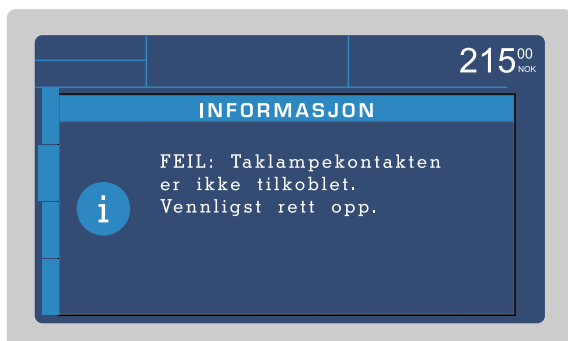 215,00
NOK
INFORMASJON
FEIL: Taklampekontakten
er ikke tilkoblet.
Vennligst rett opp.
i